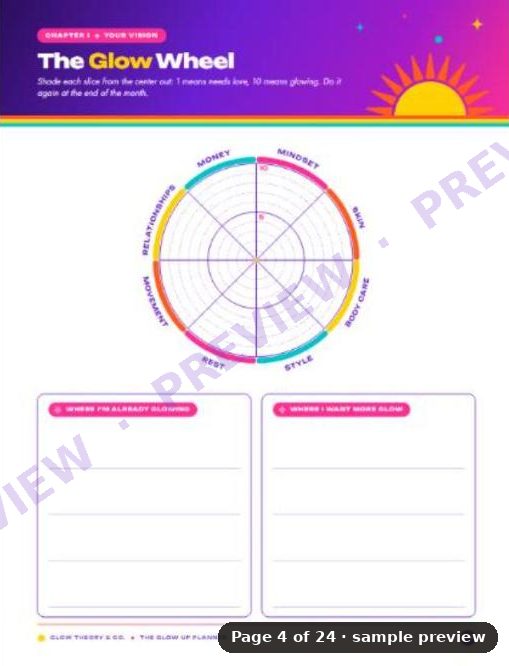 CHAPTER 1 ✦ YOUR VISION
The Glow Wheel
Shade each slice from the center out: 1 means needs love, 10 means glowing. Do it
again at the end of the month.
MONEY
MINDSET
10
RELATIONSHIPS
SKIN
5
MOVEMENT
BODY CARE
REST
STYLE
WHERE I'M ALREADY GLOWING
WHERE I WANT MORE GLOW
PREVIEW · PREVIEW · PREV
GLOW THEORY & CO. ✦ THE GLOW UP PLANN
Page 4 of 24 · sample preview